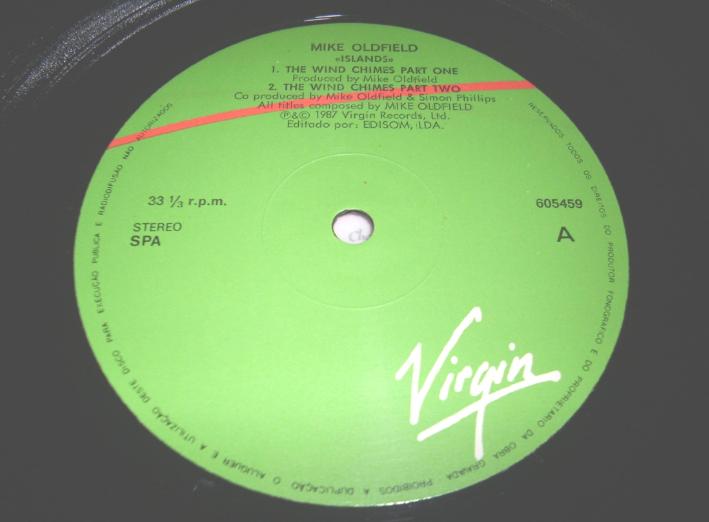 MIKE OLDFIELD
«ISLANDS»
1. THE WIND CHIMES PART ONE
Produced by Mike Oldfield
2. THE WIND CHIMES PART TWO
Co produced by Mike Oldfield & Simon Phillips
All titles composed by MIKE OLDFIELD
℗&© 1987 Virgin Records, Ltd.
Editado por: EDISOM, LDA.
33 1/3 r.p.m.
605459
STEREO
SPA
A
Virgin
RESERVADOS TODOS OS DIREITOS DO PRODUTOR FONOGRAFICO E DO PROPRIETARIO DA OBRA GRAVADA · PROIBIDOS A DUPLICAÇÃO O ALUGUER E A UTILIZAÇÃO DESTE DISCO PARA EXECUÇÃO PUBLICA E RADIODIFUSÃO NÃO AUTORIZADOS